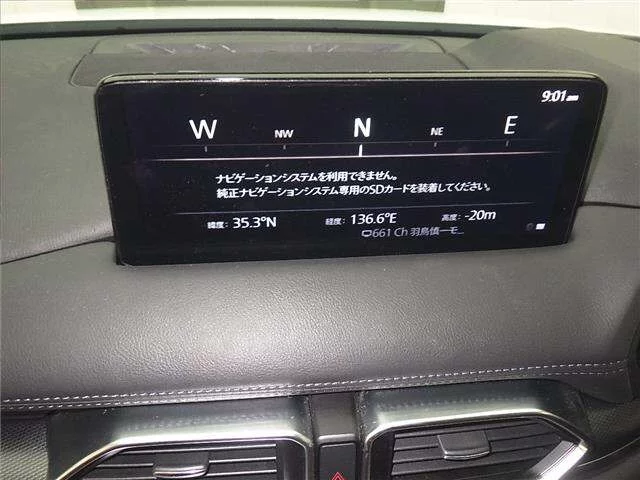 9:01AM
W NW N NE E
ナビゲーションシステムを利用できません。
純正ナビゲーションシステム専用のSDカードを装着してください。
緯度: 35.3°N 経度: 136.6°E 高度: -20m
661 Ch 羽鳥慎一モ...